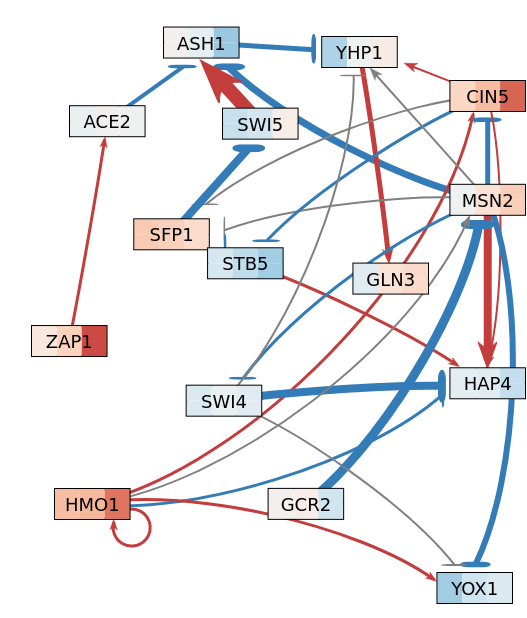 ASH1
YHP1
CIN5
ACE2
SWI5
MSN2
SFP1
STB5
GLN3
ZAP1
HAP4
SWI4
HMO1
GCR2
YOX1